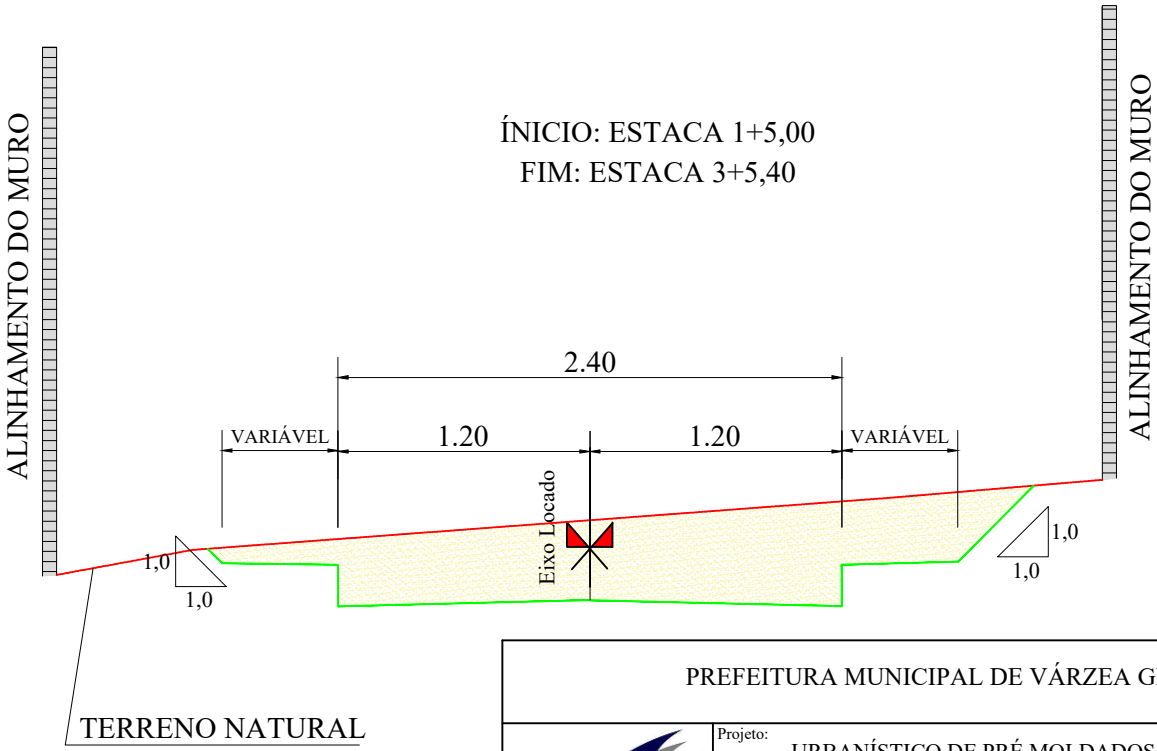 ALINHAMENTO DO MURO
ALINHAMENTO DO MURO
ÍNICIO: ESTACA 1+5,00
FIM: ESTACA 3+5,40
2.40
VARIÁVEL
1.20
1.20
VARIÁVEL
Eixo Locado
1,0
1,0
1,0
1,0
TERRENO NATURAL
PREFEITURA MUNICIPAL DE VÁRZEA
Projeto:
URBANÍSTICO DE PRÉ MOLDADOS